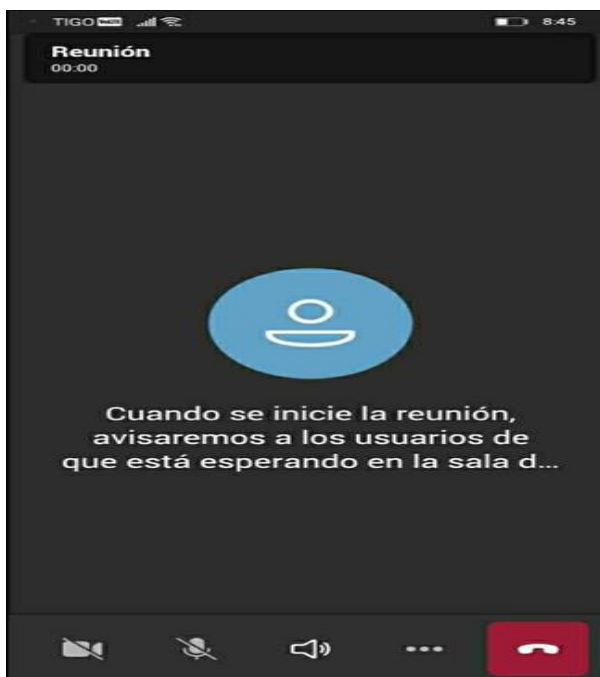 TIGO VoLTE 8:45
Reunión
00:00
Cuando se inicie la reunión,
avisaremos a los usuarios de
que está esperando en la sala d...